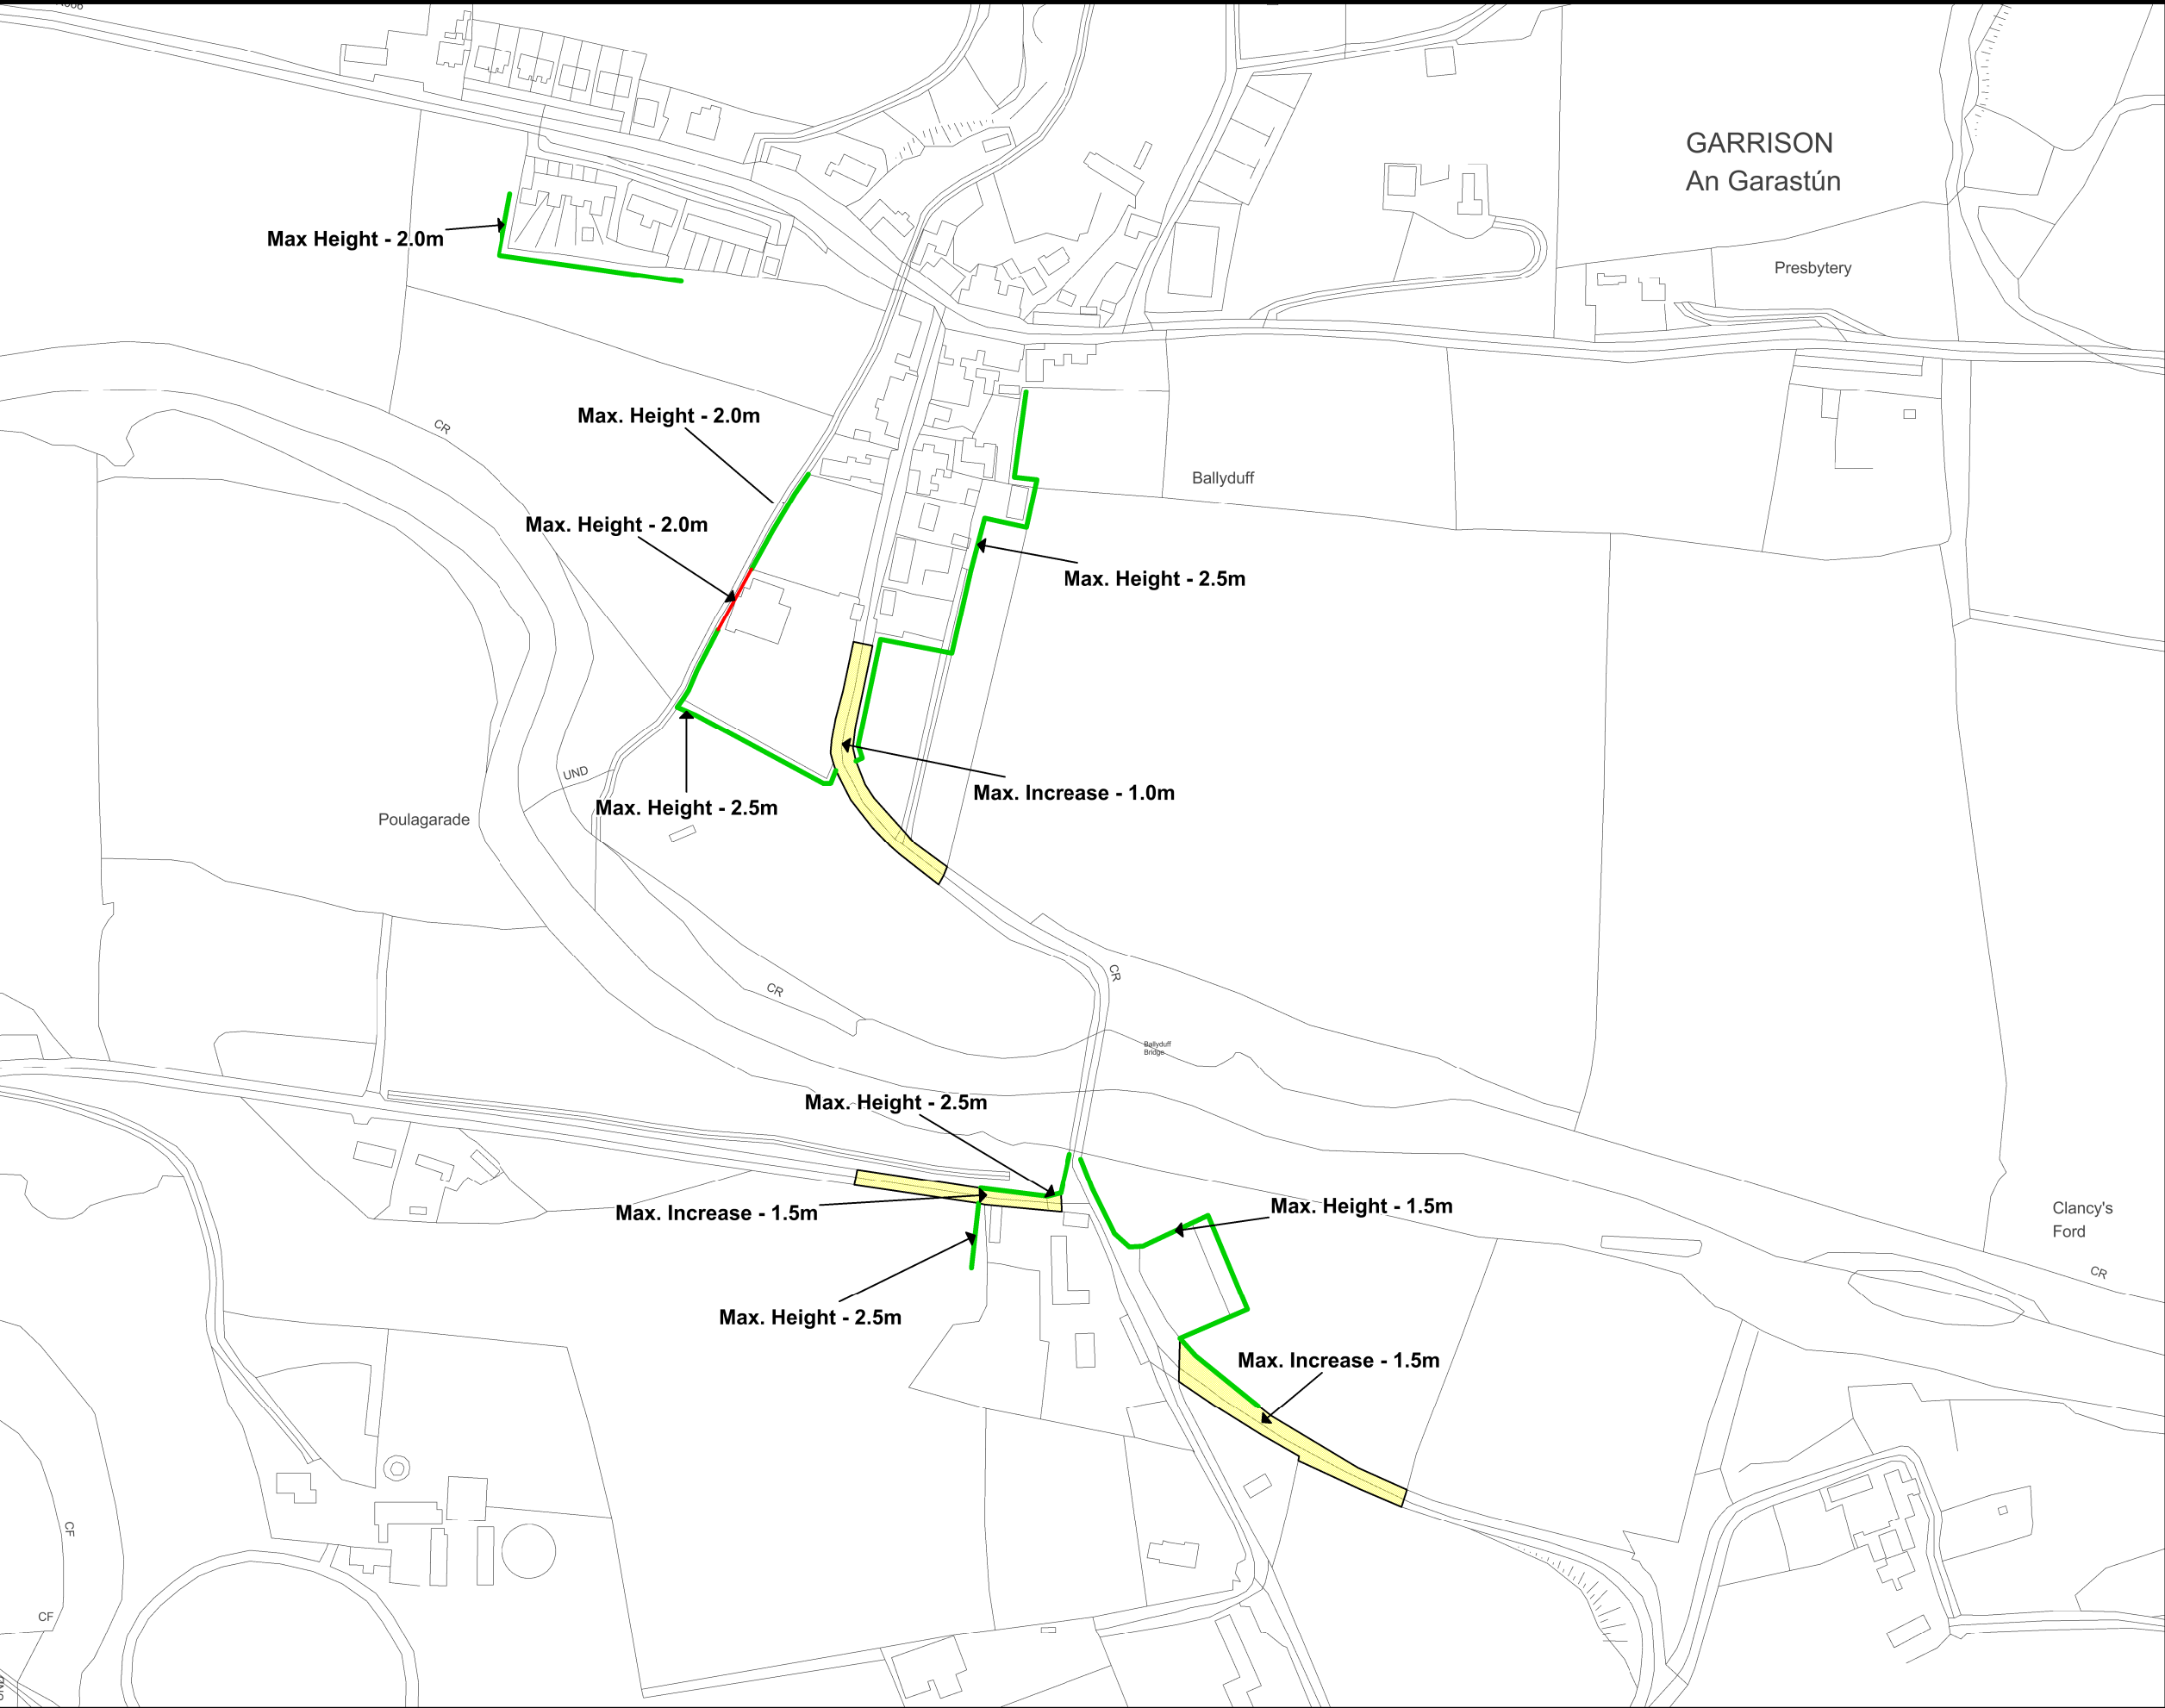 GARRISON
An Garastún
Max Height - 2.0m
Presbytery
Max. Height - 2.0m
CR
Ballyduff
Max. Height - 2.0m
Max. Height - 2.5m
UND
Max. Increase - 1.0m
Max. Height - 2.5m
Poulagarade
CR
CR
Ballyduff
Bridge
Max. Height - 2.5m
Max. Increase - 1.5m
Max. Height - 1.5m
Clancy's
Ford
CR
Max. Height - 2.5m
Max. Increase - 1.5m
CF
CF